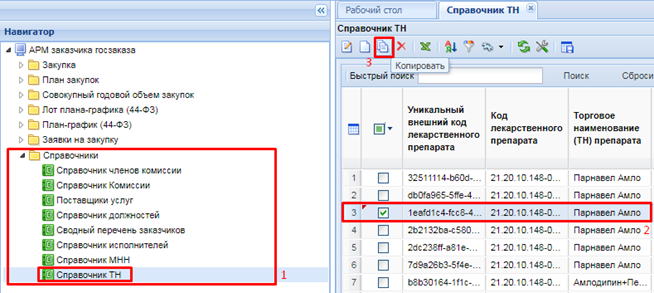 Рабочий стол
Справочник ТН
Навигатор
АРМ заказчика госзаказа
Закупка
План закупок
Совокупный годовой объем закупок
Лот плана-графика (44-ФЗ)
План-график (44-ФЗ)
Заявки на закупку
Справочники
Справочник членов комиссии
Справочник Комиссии
Поставщики услуг
Справочник должностей
Сводный перечень заказчиков
Справочник исполнителей
Справочник МНН
Справочник ТН
1
Справочник ТН
3
Копировать
Быстрый поиск
Поиск
Сброси
Уникальный внешний код лекарственного препарата
Код лекарственного препарата
Торговое наименование (ТН) препарата
1 32511114-b60d-... 21.20.10.148-0... Парнавел Амло
2 db0fa965-5ffe-4... 21.20.10.148-0... Парнавел Амло
3 1eafd1c4-fcc8-4... 21.20.10.148-0... Парнавел Амло
2
4 2b2132ba-c580... 21.20.10.148-0... Парнавел Амло
5 2dc238ff-a81e-... 21.20.10.148-0... Парнавел Амло
6 7d9a26b3-5f4e-... 21.20.10.148-0... Парнавел Амло
7 b8b30164-1f1c-... 21.20.10.148-0... Амлодипин+Пе...